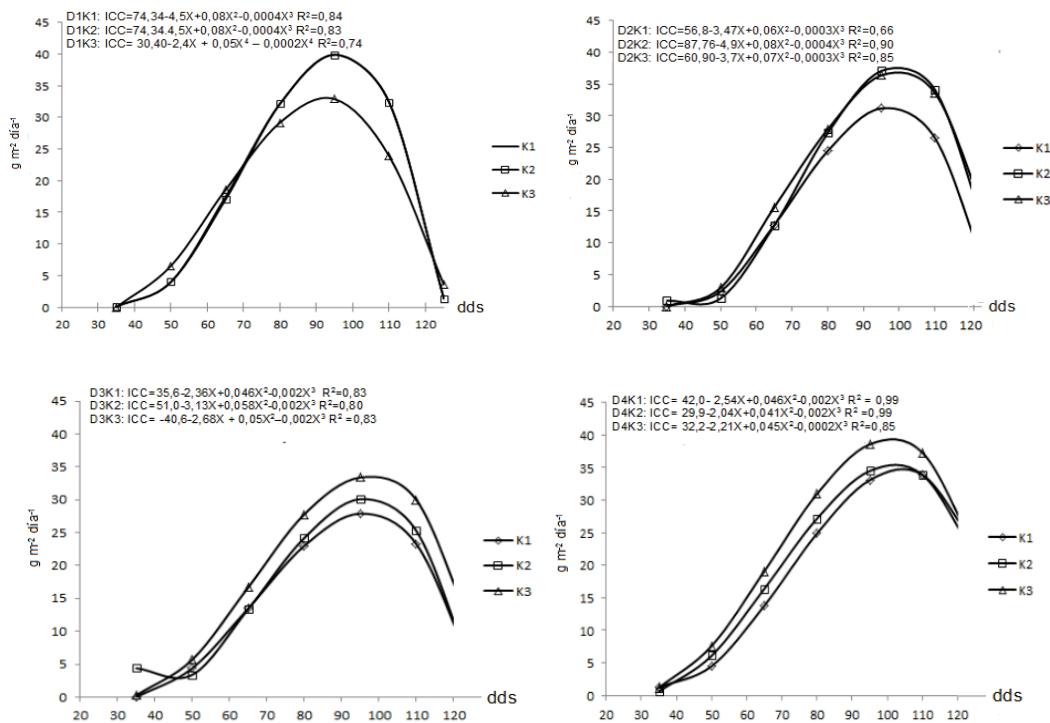 D1K1: ICC=74,34-4,5X+0,08X²-0,0004X³ R²=0,84
D1K2: ICC=74,34-4,5X+0,08X²-0,0004X³ R²=0,83
D1K3: ICC= 30,40-2,4X + 0,05X⁴ – 0,0002X⁴ R²=0,74
45
40
35
30
25
20
15
10
5
0
g m⁻² día⁻¹
K1
K2
K3
20 30 40 50 60 70 80 90 100 110 120
dds
D2K1: ICC=56,8-3,47X+0,06X²-0,0003X³ R²=0,66
D2K2: ICC=87,76-4,9X+0,08X²-0,0004X³ R²=0,90
D2K3: ICC=60,90-3,7X+0,07X²-0,0003X³ R²=0,85
45
40
35
30
25
20
15
10
5
0
g m⁻² día⁻¹
K1
K2
K3
20 30 40 50 60 70 80 90 100 110 120
dds
D3K1: ICC=35,6-2,36X+0,046X²-0,002X³ R²=0,83
D3K2: ICC=51,0-3,13X+0,058X²-0,002X³ R²=0,80
D3K3: ICC= -40,6-2,68X + 0,05X²–0,002X³ R² =0,83
45
40
35
30
25
20
15
10
5
0
g m⁻² día⁻¹
K1
K2
K3
20 30 40 50 60 70 80 90 100 110 120
dds
D4K1: ICC= 42,0- 2,54X+0,046X²-0,002X³ R² = 0,99
D4K2: ICC= 29,9-2,04X+0,041X²-0,002X³ R² =0,99
D4K3: ICC= 32,2-2,21X+0,045X²-0,0002X³ R²=0,85
45
40
35
30
25
20
15
10
5
0
g m⁻² día⁻¹
K1
K2
K3
20 30 40 50 60 70 80 90 100 110 120
dds